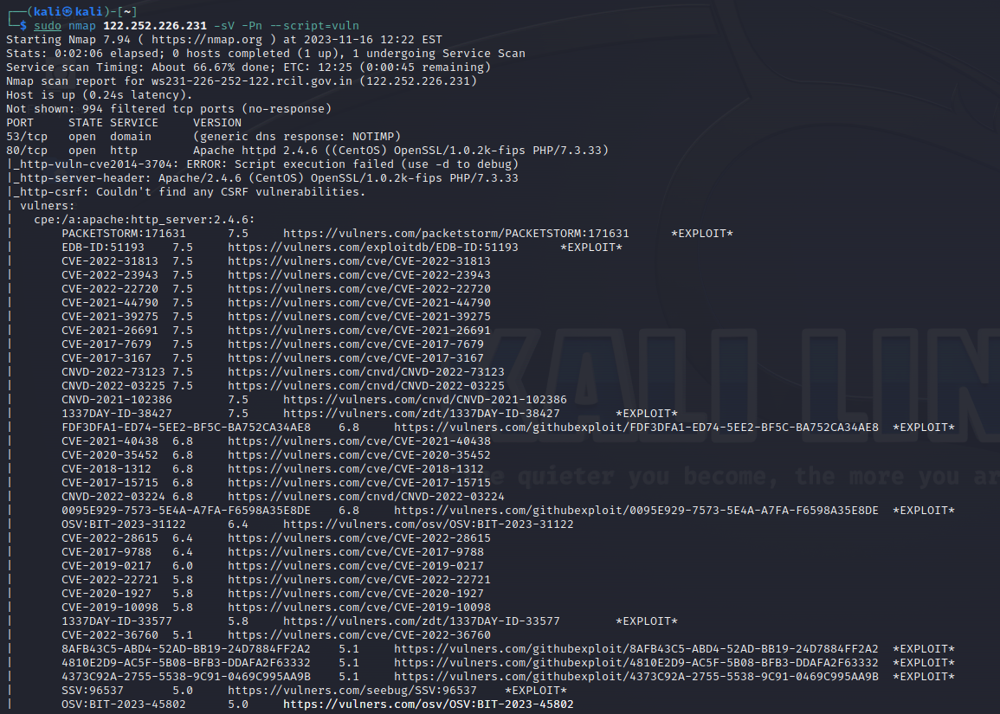 ┌──(kali㉿kali)-[~]
└─$ sudo nmap 122.252.226.231 -sV -Pn --script=vuln
Starting Nmap 7.94 ( https://nmap.org ) at 2023-11-16 12:22 EST
Stats: 0:02:06 elapsed; 0 hosts completed (1 up), 1 undergoing Service Scan
Service scan Timing: About 66.67% done; ETC: 12:25 (0:00:45 remaining)
Nmap scan report for ws231-226-252-122.rcil.gov.in (122.252.226.231)
Host is up (0.24s latency).
Not shown: 994 filtered tcp ports (no-response)
PORT   STATE SERVICE   VERSION
53/tcp   open  domain   (generic dns response: NOTIMP)
80/tcp   open  http   Apache httpd 2.4.6 ((CentOS) OpenSSL/1.0.2k-fips PHP/7.3.33)
|_http-vuln-cve2014-3704: ERROR: Script execution failed (use -d to debug)
|_http-server-header: Apache/2.4.6 (CentOS) OpenSSL/1.0.2k-fips PHP/7.3.33
|_http-csrf: Couldn't find any CSRF vulnerabilities.
| vulners:
|   cpe:/a:apache:http_server:2.4.6:
|   PACKETSTORM:171631   7.5   https://vulners.com/packetstorm/PACKETSTORM:171631   *EXPLOIT*
|   EDB-ID:51193   7.5   https://vulners.com/exploitdb/EDB-ID:51193   *EXPLOIT*
|   CVE-2022-31813   7.5   https://vulners.com/cve/CVE-2022-31813
|   CVE-2022-23943   7.5   https://vulners.com/cve/CVE-2022-23943
|   CVE-2022-22720   7.5   https://vulners.com/cve/CVE-2022-22720
|   CVE-2021-44790   7.5   https://vulners.com/cve/CVE-2021-44790
|   CVE-2021-39275   7.5   https://vulners.com/cve/CVE-2021-39275
|   CVE-2021-26691   7.5   https://vulners.com/cve/CVE-2021-26691
|   CVE-2017-7679   7.5   https://vulners.com/cve/CVE-2017-7679
|   CVE-2017-3167   7.5   https://vulners.com/cve/CVE-2017-3167
|   CNVD-2022-73123   7.5   https://vulners.com/cnvd/CNVD-2022-73123
|   CNVD-2022-03225   7.5   https://vulners.com/cnvd/CNVD-2022-03225
|   CNVD-2021-102386   7.5   https://vulners.com/cnvd/CNVD-2021-102386
|   1337DAY-ID-38427   7.5   https://vulners.com/zdt/1337DAY-ID-38427   *EXPLOIT*
|   FDF3DFA1-ED74-5EE2-BF5C-BA752CA34AE8   6.8   https://vulners.com/githubexploit/FDF3DFA1-ED74-5EE2-BF5C-BA752CA34AE8   *EXPLOIT*
|   CVE-2021-40438   6.8   https://vulners.com/cve/CVE-2021-40438
|   CVE-2020-35452   6.8   https://vulners.com/cve/CVE-2020-35452
|   CVE-2018-1312   6.8   https://vulners.com/cve/CVE-2018-1312
|   CVE-2017-15715   6.8   https://vulners.com/cve/CVE-2017-15715
|   CNVD-2022-03224   6.8   https://vulners.com/cnvd/CNVD-2022-03224
|   0095E929-7573-5E4A-A7FA-F6598A35E8DE   6.8   https://vulners.com/githubexploit/0095E929-7573-5E4A-A7FA-F6598A35E8DE   *EXPLOIT*
|   OSV:BIT-2023-31122   6.4   https://vulners.com/osv/OSV:BIT-2023-31122
|   CVE-2022-28615   6.4   https://vulners.com/cve/CVE-2022-28615
|   CVE-2017-9788   6.4   https://vulners.com/cve/CVE-2017-9788
|   CVE-2019-0217   6.0   https://vulners.com/cve/CVE-2019-0217
|   CVE-2022-22721   5.8   https://vulners.com/cve/CVE-2022-22721
|   CVE-2020-1927   5.8   https://vulners.com/cve/CVE-2020-1927
|   CVE-2019-10098   5.8   https://vulners.com/cve/CVE-2019-10098
|   1337DAY-ID-33577   5.8   https://vulners.com/zdt/1337DAY-ID-33577   *EXPLOIT*
|   CVE-2022-36760   5.1   https://vulners.com/cve/CVE-2022-36760
|   8AFB43C5-ABD4-52AD-BB19-24D7884FF2A2   5.1   https://vulners.com/githubexploit/8AFB43C5-ABD4-52AD-BB19-24D7884FF2A2   *EXPLOIT*
|   4810E2D9-AC5F-5B08-BFB3-DDAFA2F63332   5.1   https://vulners.com/githubexploit/4810E2D9-AC5F-5B08-BFB3-DDAFA2F63332   *EXPLOIT*
|   4373C92A-2755-5538-9C91-0469C995AA9B   5.1   https://vulners.com/githubexploit/4373C92A-2755-5538-9C91-0469C995AA9B   *EXPLOIT*
|   SSV:96537   5.0   https://vulners.com/seebug/SSV:96537   *EXPLOIT*
|   OSV:BIT-2023-45802   5.0   https://vulners.com/osv/OSV:BIT-2023-45802
KALI LIN
e quieter you become, the more you ar